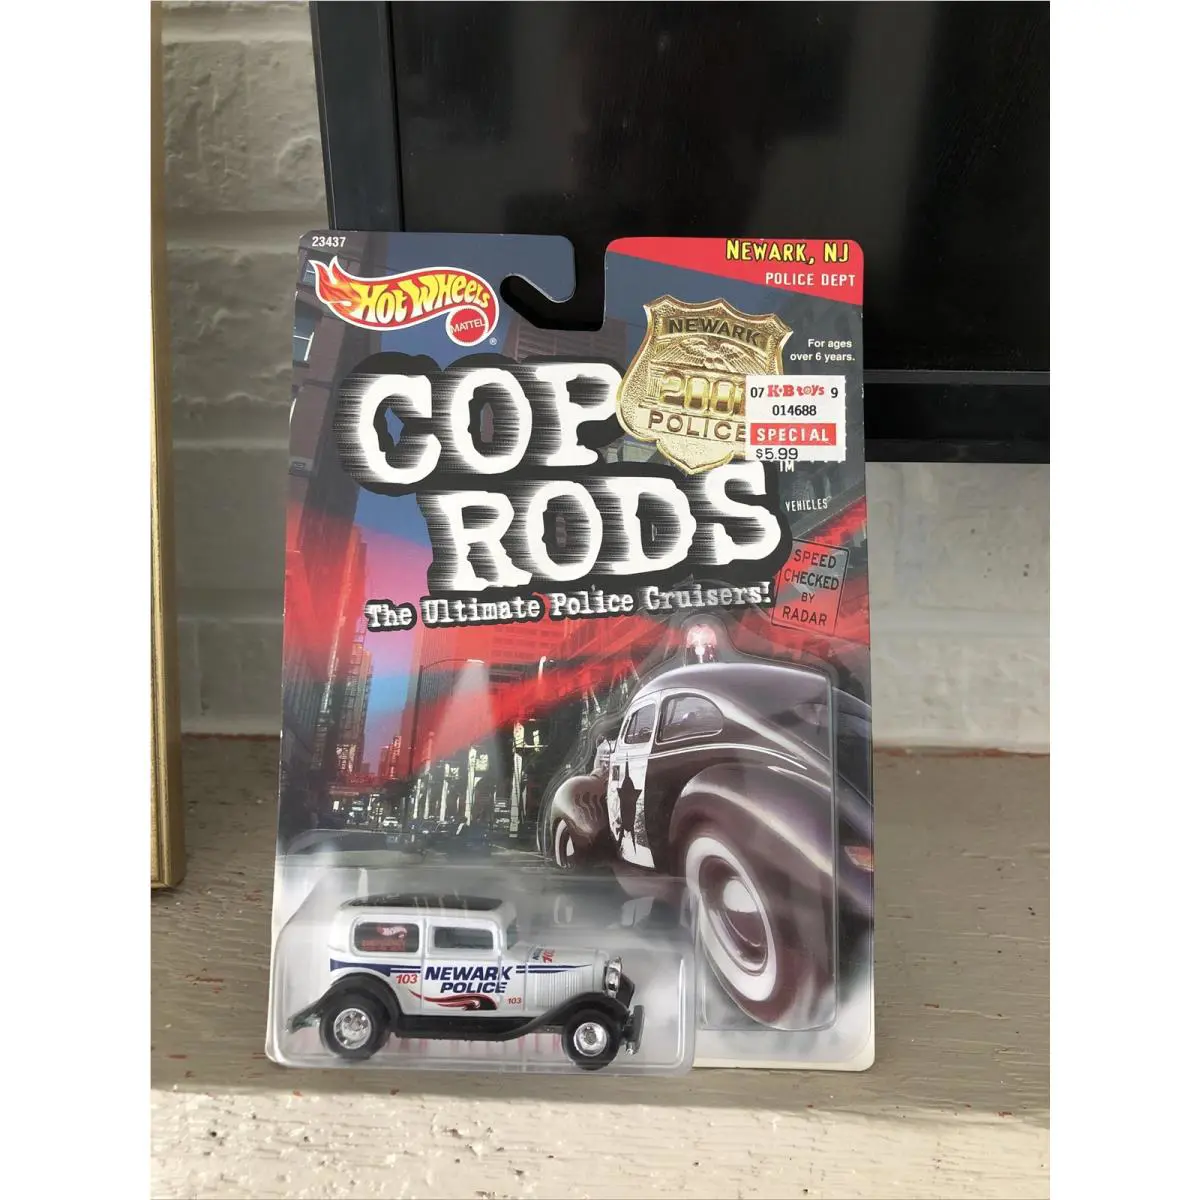 23437
HOT WHEELS
MATTEL
®
NEWARK, NJ
POLICE DEPT
For ages
over 6 years.
NEWARK
200
POLICE
07 K·B toys 9
014688
SPECIAL
$5.99
COP
RODS
TM
VEHICLES
The Ultimate Police Cruisers!
SPEED
CHECKED
BY
RADAR
103 NEWARK
POLICE
103